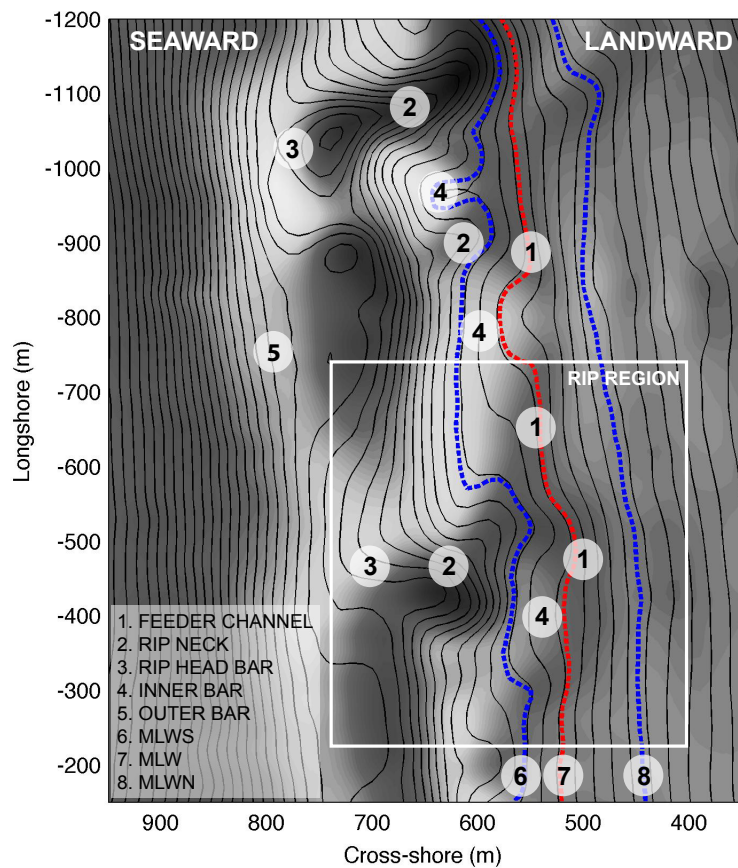 -1200
SEAWARD
LANDWARD
-1100
2
3
-1000
4
2
-900
1
-800
4
5
RIP REGION
-700
1
-600
Longshore (m)
-500
3
2
1
-400
4
1. FEEDER CHANNEL
2. RIP NECK
3. RIP HEAD BAR
4. INNER BAR
5. OUTER BAR
6. MLWS
7. MLW
8. MLWN
-300
-200
6
7
8
900 800 700 600 500 400
Cross-shore (m)